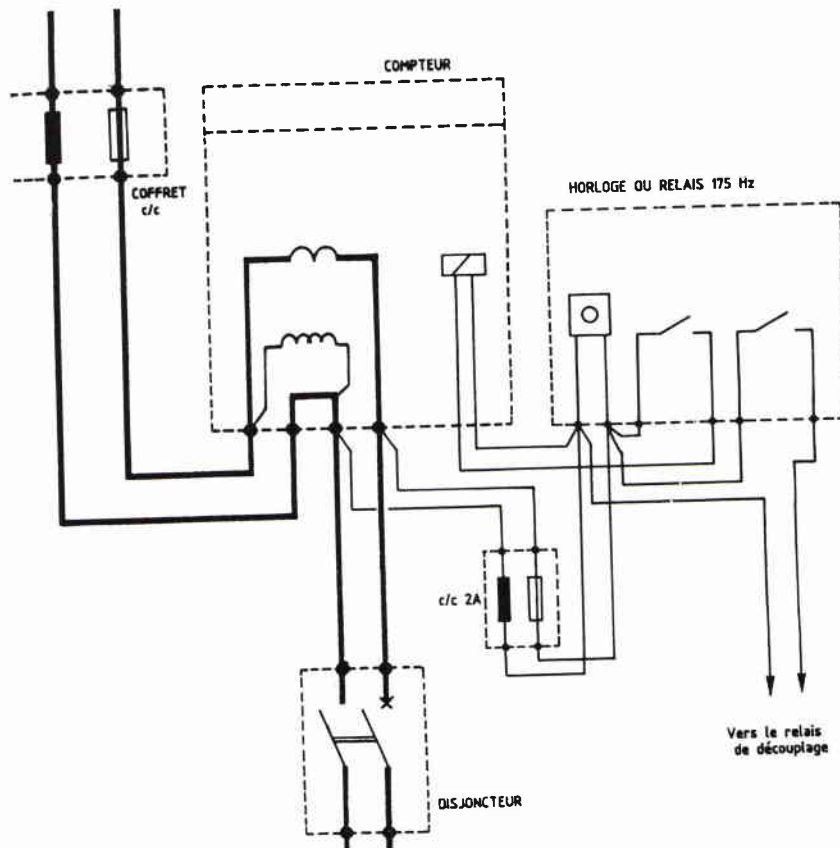 COMPTEUR
COFFRET
c/c
HORLOGE OU RELAIS 175 Hz
c/c 2A
Vers le relais
de découplage
DISJONCTEUR